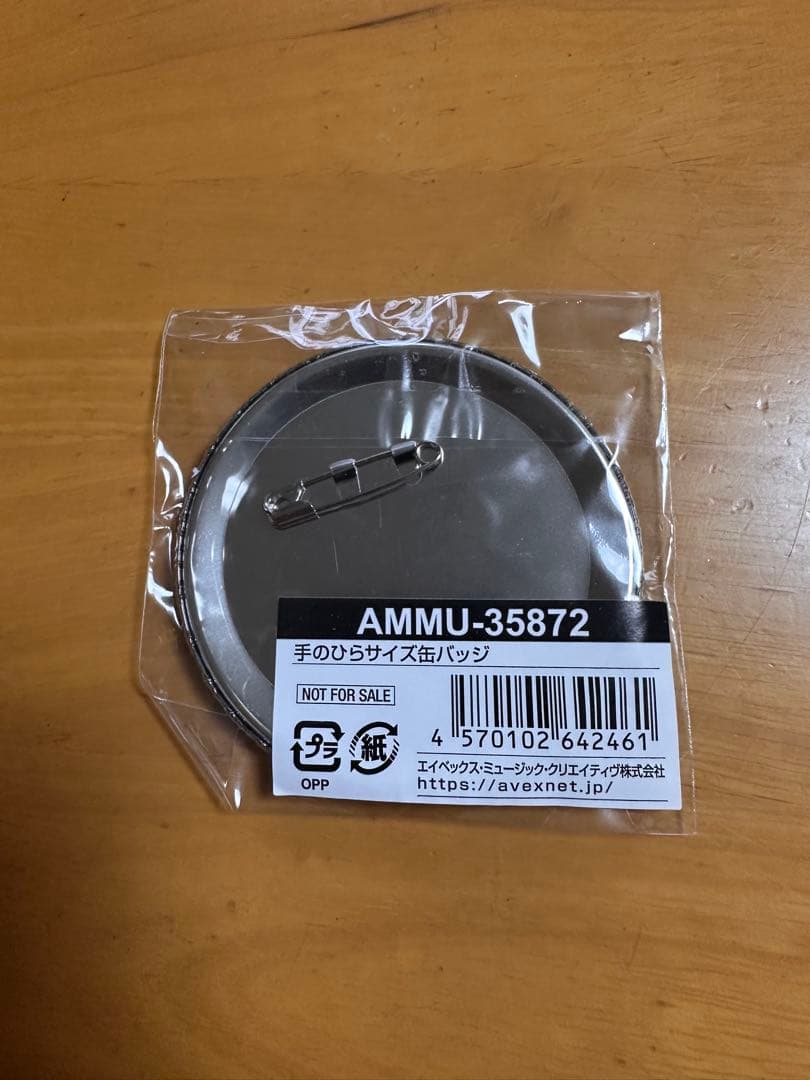 AMMU-35872
手のひらサイズ缶バッジ
NOT FOR SALE
プラ
紙
OPP
4 570102 642461
エイベックス・ミュージック・クリエイティヴ株式会社
https://avexnet.jp/